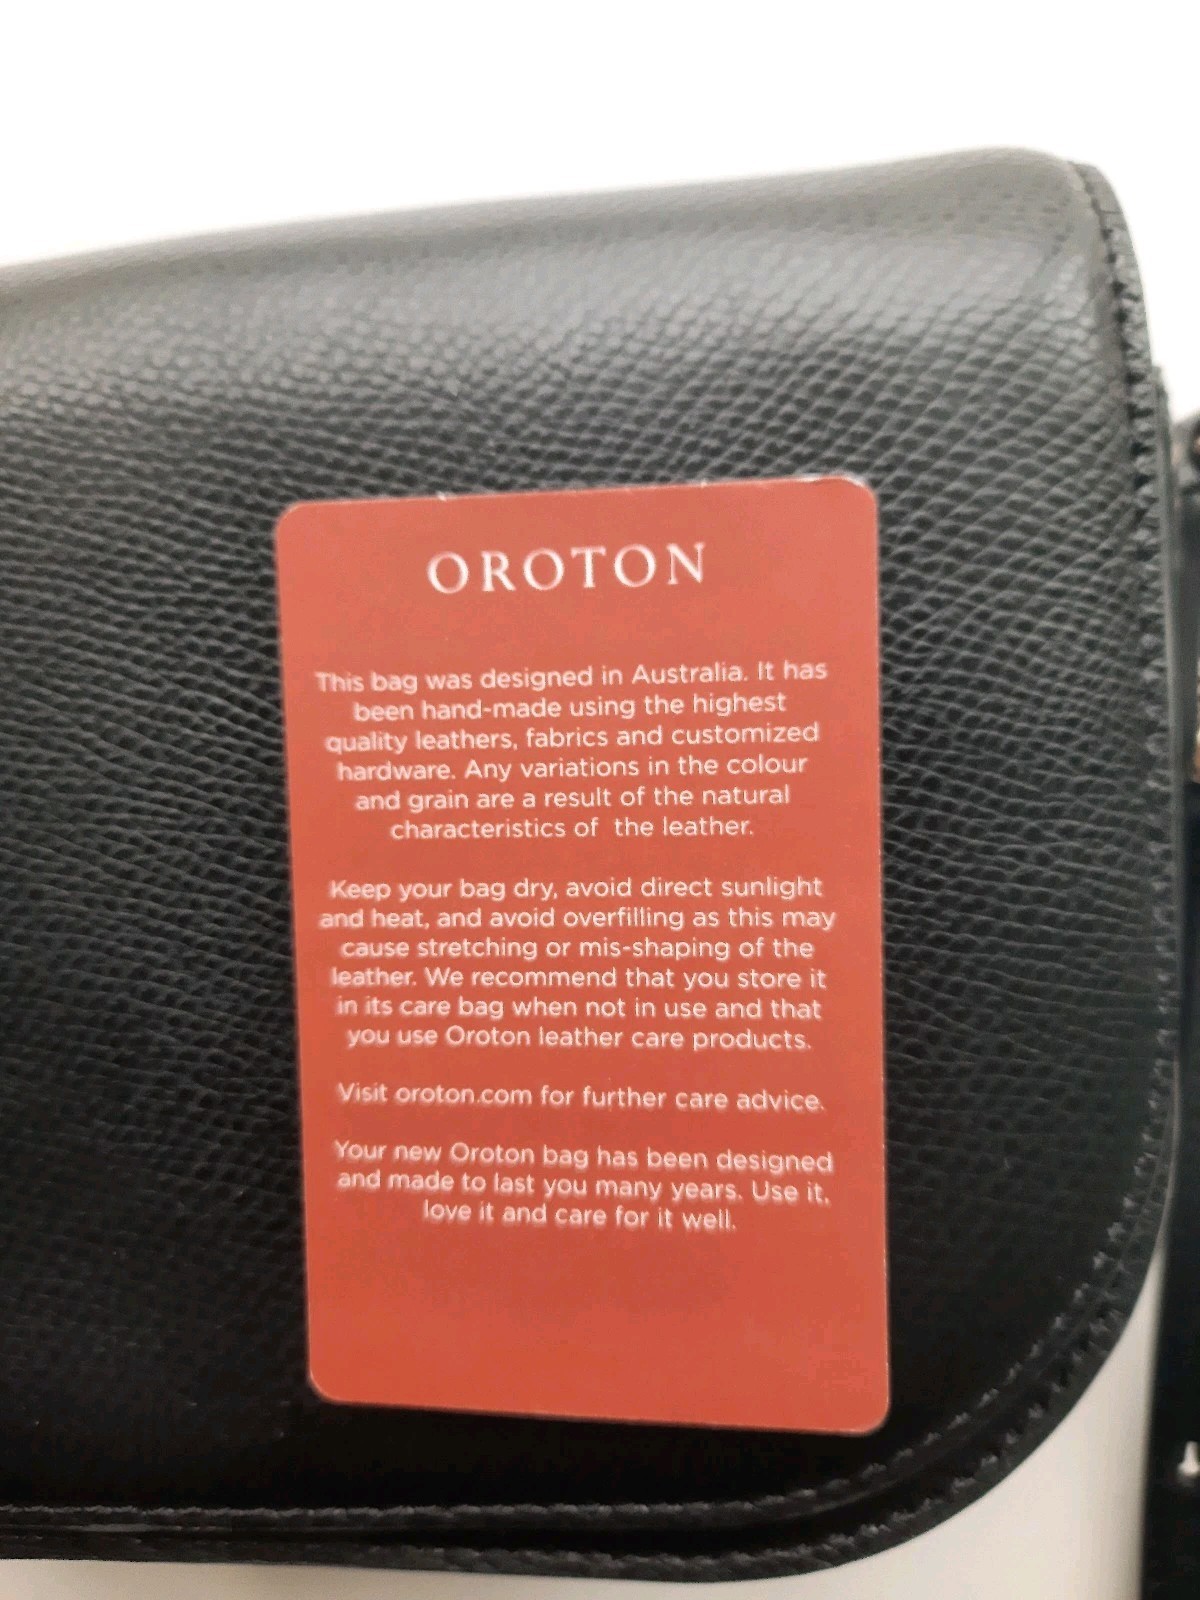 OROTON
This bag was designed in Australia. It has
been hand-made using the highest
quality leathers, fabrics and customized
hardware. Any variations in the colour
and grain are a result of the natural
characteristics of the leather.
Keep your bag dry, avoid direct sunlight
and heat, and avoid overfilling as this may
cause stretching or mis-shaping of the
leather. We recommend that you store it
in its care bag when not in use and that
you use Oroton leather care products.
Visit oroton.com for further care advice.
Your new Oroton bag has been designed
and made to last you many years. Use it,
love it and care for it well.